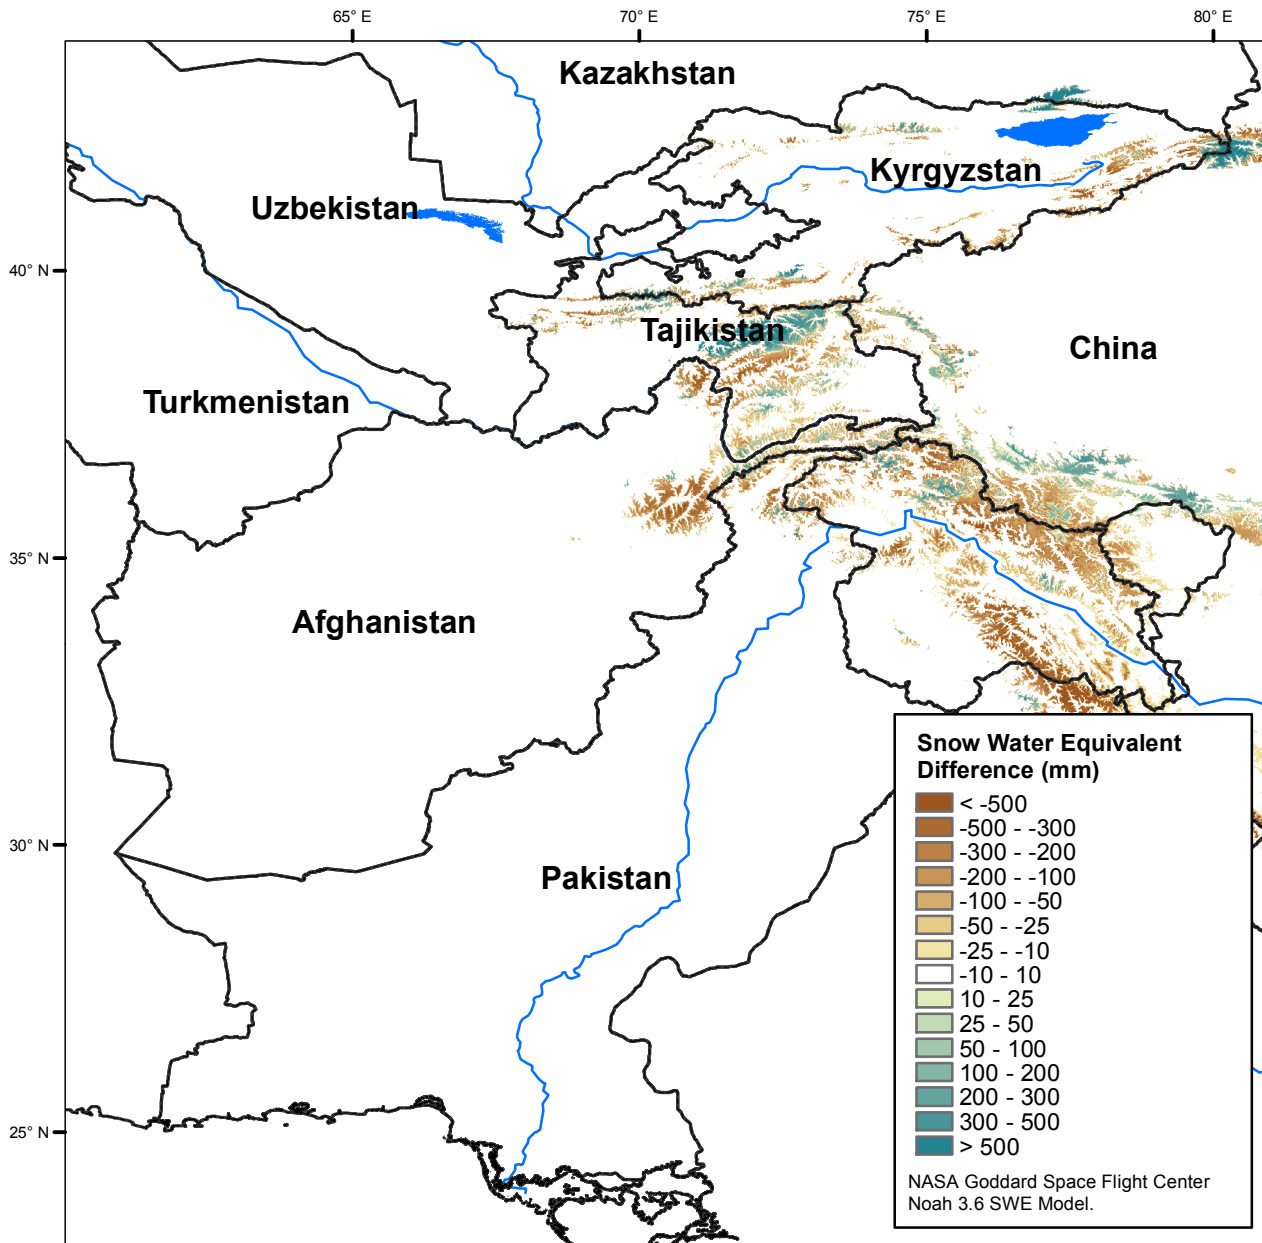 65° E
70° E
75° E
80° E
Kazakhstan
Kyrgyzstan
Uzbekistan
40° N
Tajikistan
China
Turkmenistan
35° N
Afghanistan
30° N
Pakistan
25° N
Snow Water Equivalent
Difference (mm)
< -500
-500 - -300
-300 - -200
-200 - -100
-100 - -50
-50 - -25
-25 - -10
-10 - 10
10 - 25
25 - 50
50 - 100
100 - 200
200 - 300
300 - 500
> 500
NASA Goddard Space Flight Center
Noah 3.6 SWE Model.